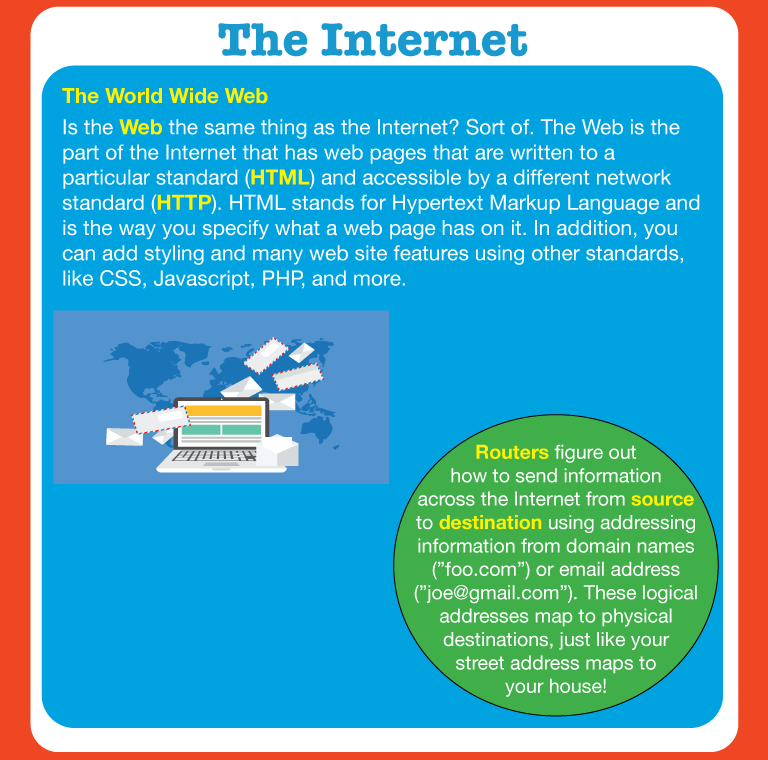 The Internet
The World Wide Web
Is the Web the same thing as the Internet? Sort of. The Web is the
part of the Internet that has web pages that are written to a
particular standard (HTML) and accessible by a different network
standard (HTTP). HTML stands for Hypertext Markup Language and
is the way you specify what a web page has on it. In addition, you
can add styling and many web site features using other standards,
like CSS, Javascript, PHP, and more.
Routers figure out
how to send information
across the Internet from source
to destination using addressing
information from domain names
(”foo.com”) or email address
(”joe@gmail.com”). These logical
addresses map to physical
destinations, just like your
street address maps to
your house!